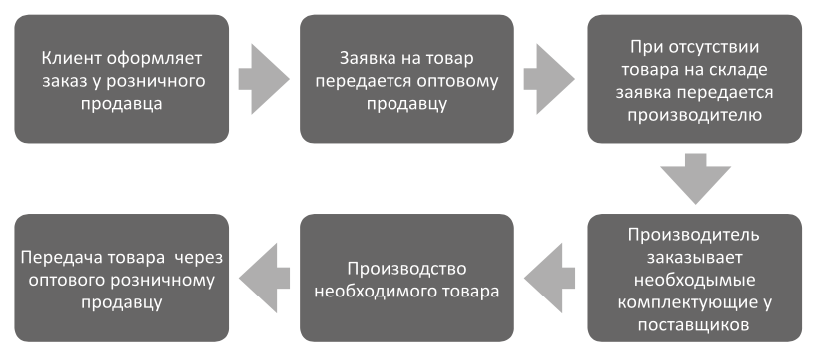 Клиент оформляет
заказ у розничного
продавца
Заявка на товар
передается оптовому
продавцу
При отсутствии
товара на складе
заявка передается
производителю
Производитель
заказывает
необходымые
комплектующие у
поставщиков
Производство
необходимого товара
Передача товара через
оптового розничному
продавцу